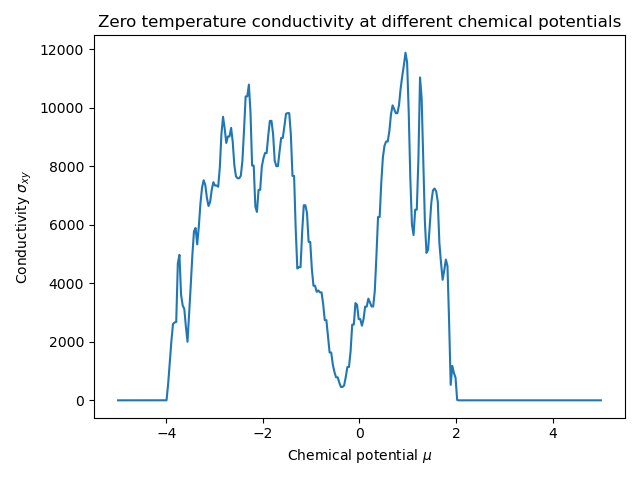 Zero temperature conductivity at different chemical potentials
12000
10000
8000
6000
4000
2000
0
Conductivity σxy
−4 −2 0 2 4
Chemical potential μ